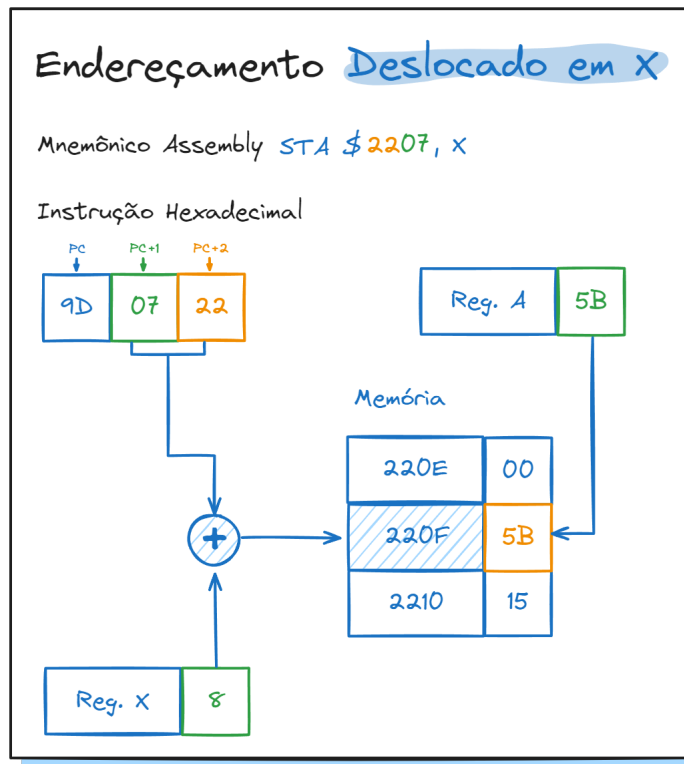 Endereçamento Deslocado em X
Mnemônico Assembly STA $2207, X
Instrução Hexadecimal
PC PC+1 PC+2
9D 07 22
Reg. A 5B
Memória
220E 00
220F 5B
+
2210 15
Reg. X 8